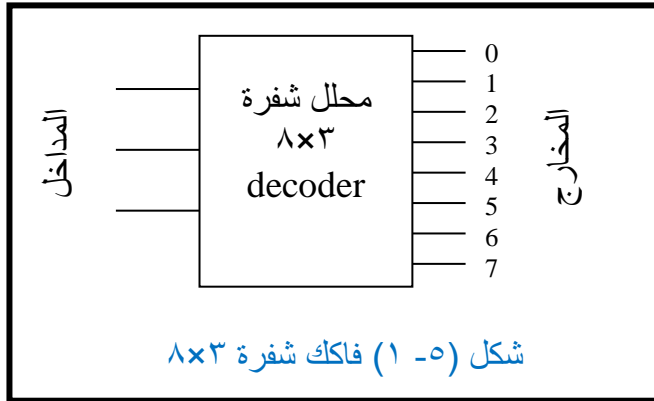 المداخل
محلل شفرة
٣×٨
decoder
0
1
2
3
4
5
6
7
المخارج
شكل (٥- ١) فاكك شفرة ٣×٨